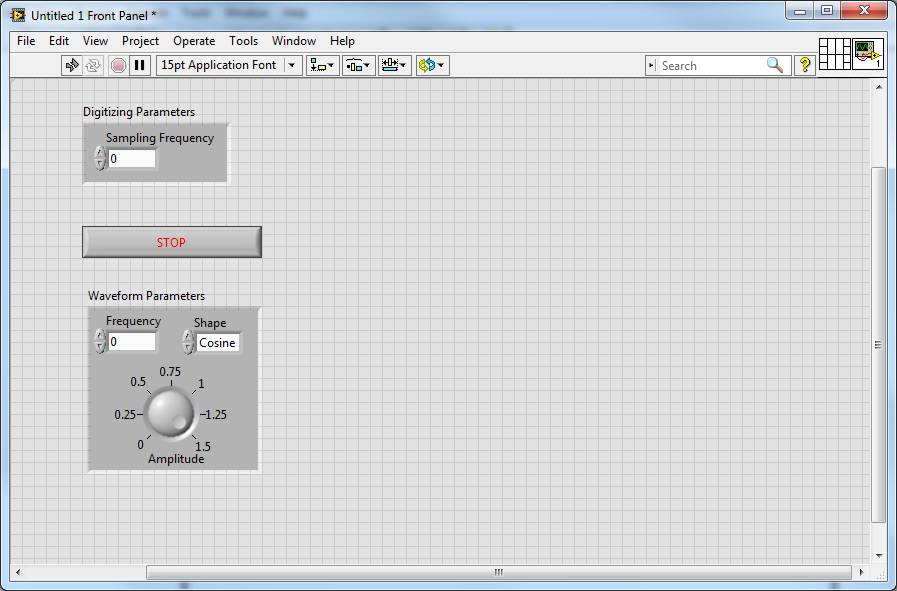 Untitled 1 Front Panel *
File Edit View Project Operate Tools Window Help
15pt Application Font
Search
?
1
Digitizing Parameters
Sampling Frequency
0
STOP
Waveform Parameters
Frequency Shape
0 Cosine
0.75
0.5 1
0.25 1.25
0 1.5
Amplitude